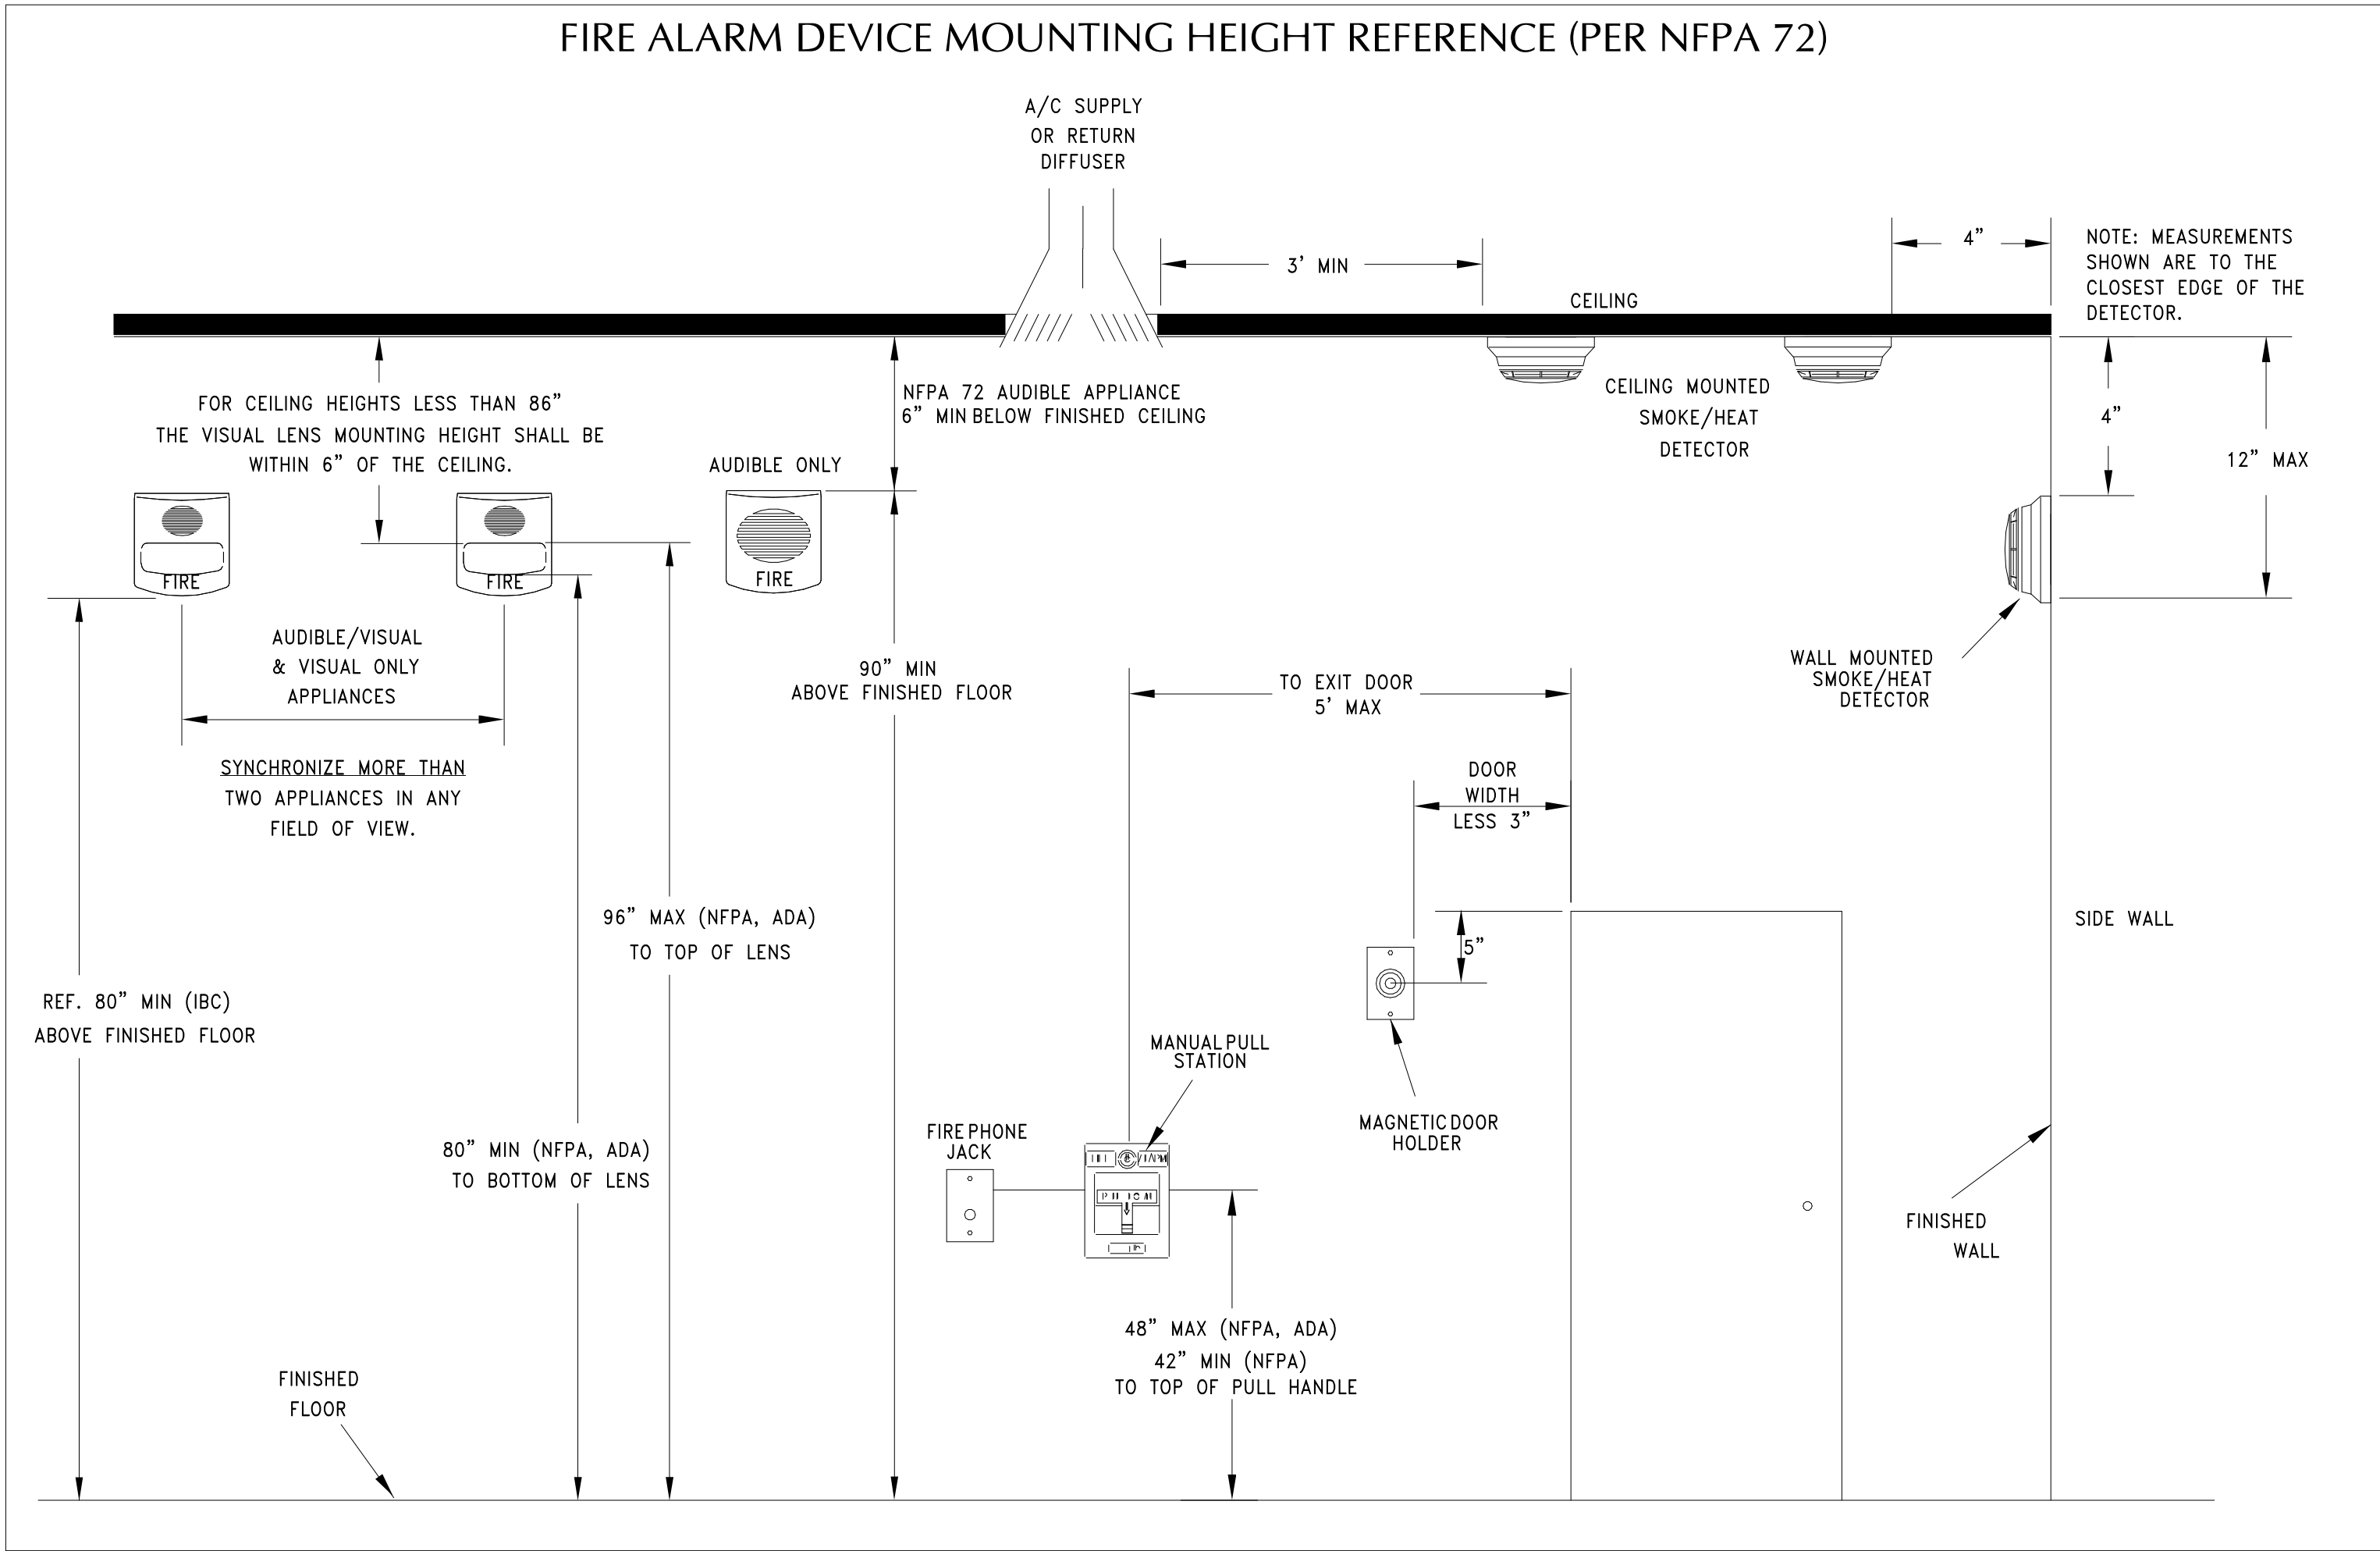 FIRE ALARM DEVICE MOUNTING HEIGHT REFERENCE (PER NFPA 72)
A/C SUPPLY
OR RETURN
DIFFUSER
3' MIN
4”
CEILING
NOTE: MEASUREMENTS
SHOWN ARE TO THE
CLOSEST EDGE OF THE
DETECTOR.
FOR CEILING HEIGHTS LESS THAN 86”
THE VISUAL LENS MOUNTING HEIGHT SHALL BE
WITHIN 6” OF THE CEILING.
NFPA 72 AUDIBLE APPLIANCE
6” MIN BELOW FINISHED CEILING
CEILING MOUNTED
SMOKE/HEAT
DETECTOR
4”
12” MAX
AUDIBLE ONLY
FIRE
FIRE
FIRE
AUDIBLE/VISUAL
& VISUAL ONLY
APPLIANCES
SYNCHRONIZE MORE THAN
TWO APPLIANCES IN ANY
FIELD OF VIEW.
90” MIN
ABOVE FINISHED FLOOR
TO EXIT DOOR
5' MAX
WALL MOUNTED
SMOKE/HEAT
DETECTOR
DOOR
WIDTH
LESS 3”
96” MAX (NFPA, ADA)
TO TOP OF LENS
5”
SIDE WALL
REF. 80” MIN (IBC)
ABOVE FINISHED FLOOR
MANUAL PULL
STATION
MAGNETIC DOOR
HOLDER
FIRE PHONE
JACK
80” MIN (NFPA, ADA)
TO BOTTOM OF LENS
FINISHED
WALL
48” MAX (NFPA, ADA)
42” MIN (NFPA)
TO TOP OF PULL HANDLE
FINISHED
FLOOR